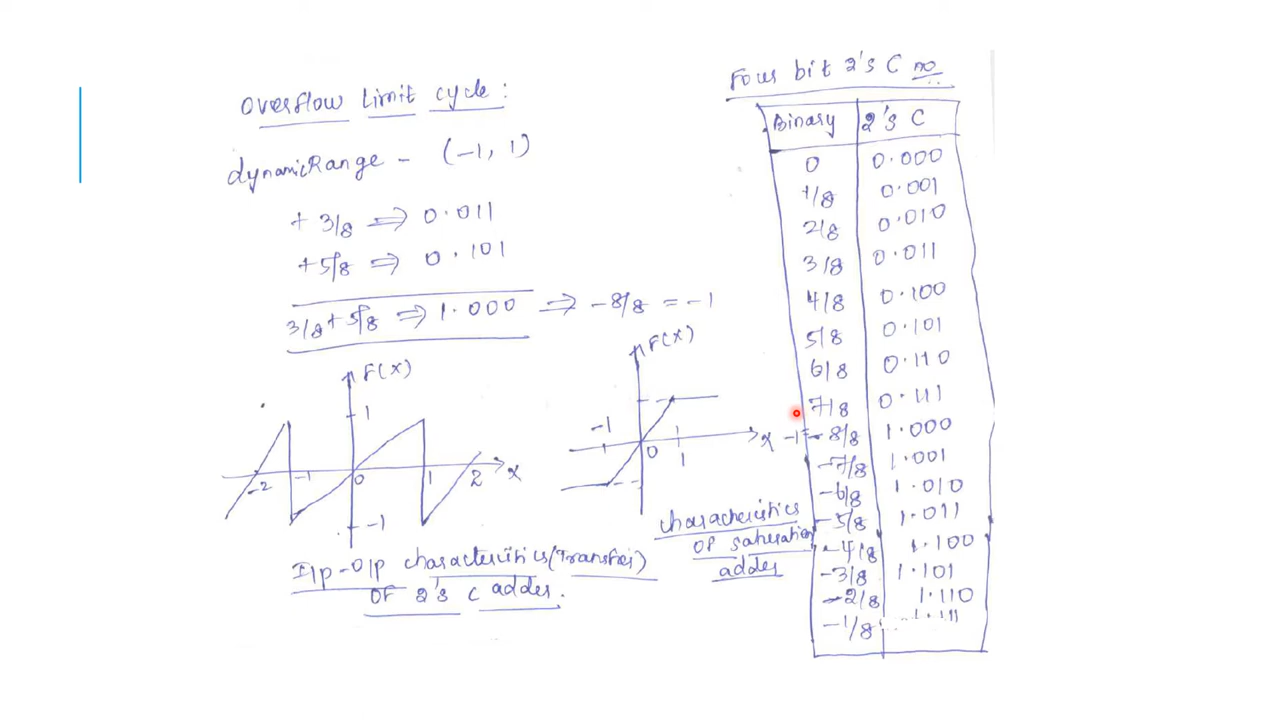 Overflow Limit cycle :
dynamicRange - (-1, 1)
+ 3/8 ⇒ 0.011
+5/8 ⇒ 0.101
3/8+5/8 ⇒ 1.000 ⇒ -8/8 = -1
F(X)
1
-2 -1 0 1 2 X
-1
I/p-O/p characteristics (Transfer)
OF 2's C adder.
F(X)
-1 0 1 X
characteristics
OF saturation
adder
Four bit 2's C no
Binary 2's C
0 0.000
1/8 0.001
2/8 0.010
3/8 0.011
4/8 0.100
5/8 0.101
6/8 0.110
7/8 0.111
-1= -8/8 1.000
-7/8 1.001
-6/8 1.010
-5/8 1.011
-4/8 1.100
-3/8 1.101
-2/8 1.110
-1/8 1.111